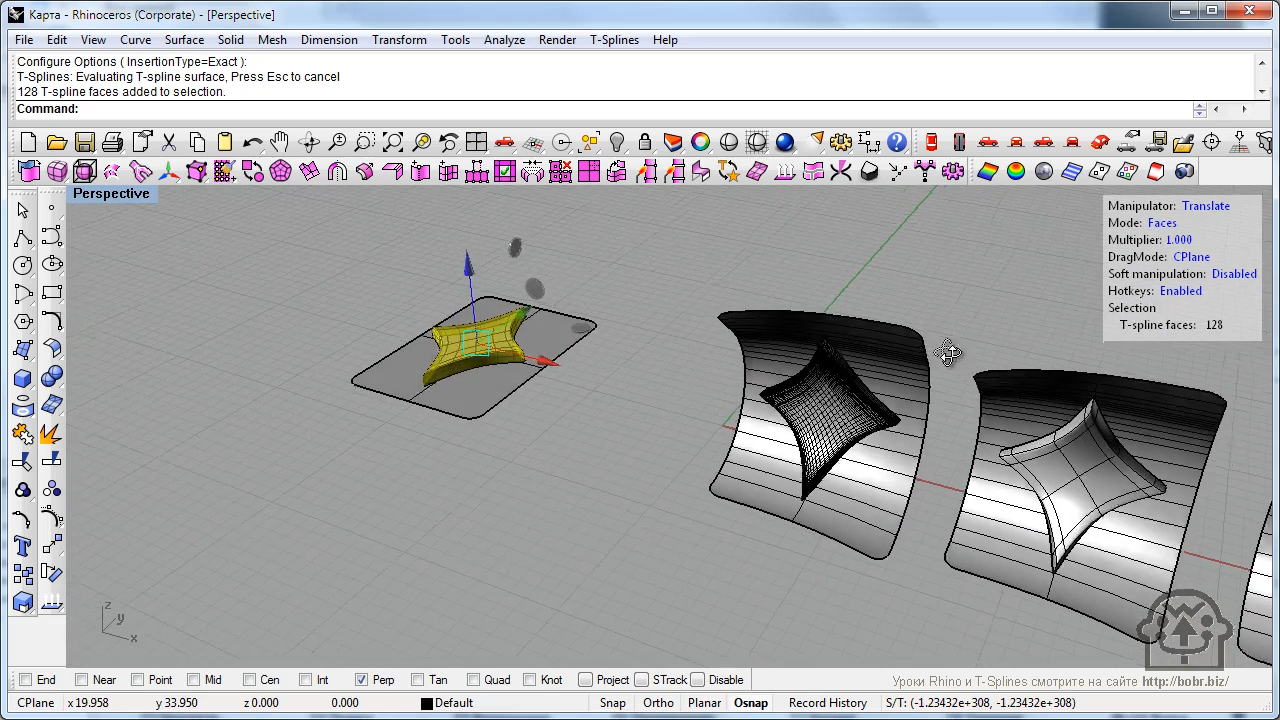 Карта - Rhinoceros (Corporate) - [Perspective]
File Edit View Curve Surface Solid Mesh Dimension Transform Tools Analyze Render T-Splines Help
Configure Options ( InsertionType=Exact ):
T-Splines: Evaluating T-spline surface, Press Esc to cancel
128 T-spline faces added to selection.
Command:
Perspective
Manipulator: Translate
Mode: Faces
Multiplier: 1.000
DragMode: CPlane
Soft manipulation: Disabled
Hotkeys: Enabled
Selection
T-spline faces: 128
z
y
x
End Near Point Mid Cen Int Perp Tan Quad Knot Project STrack Disable
Уроки Rhino и T-Splines смотрите на сайте http://bobr.biz/
CPlane x 19.958 y 33.950 z 0.000 0.000 Default Snap Ortho Planar Osnap Record History S/T: (-1.23432e+308, -1.23432e+308)